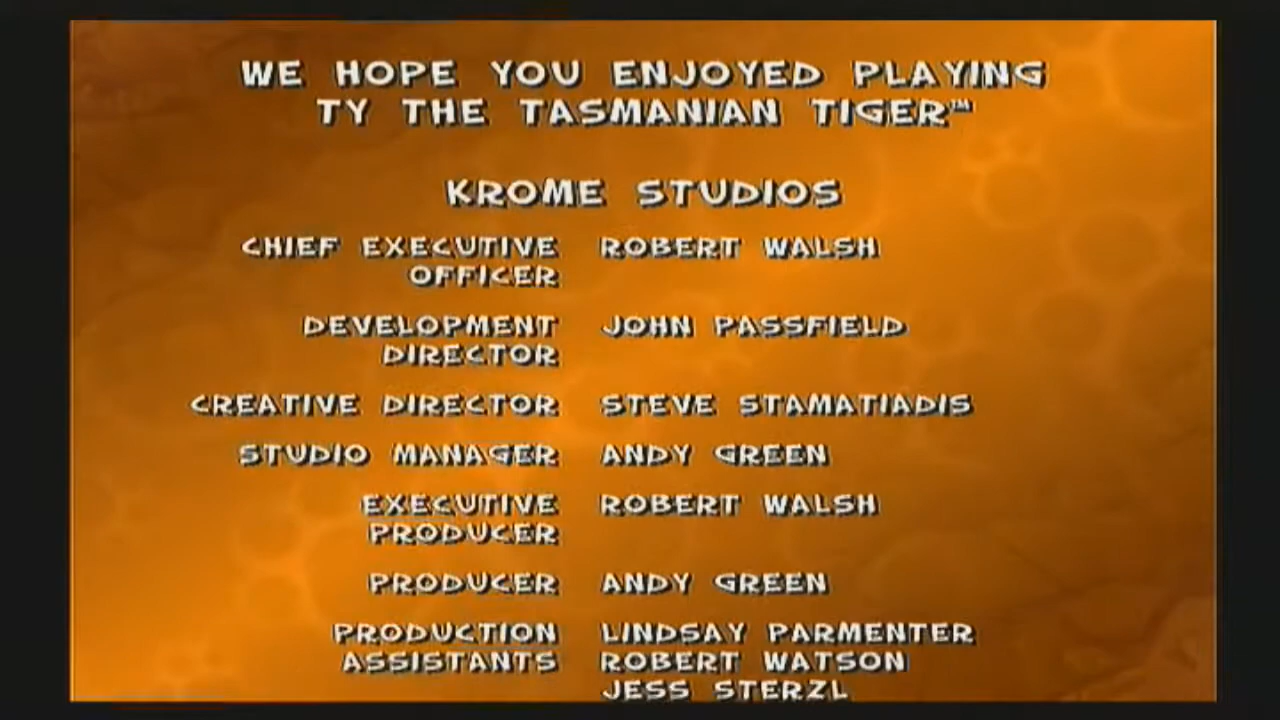 WE HOPE YOU ENJOYED PLAYING
TY THE TASMANIAN TIGER™
KROME STUDIOS
CHIEF EXECUTIVE OFFICER ROBERT WALSH
DEVELOPMENT DIRECTOR JOHN PASSFIELD
CREATIVE DIRECTOR STEVE STAMATIADIS
STUDIO MANAGER ANDY GREEN
EXECUTIVE PRODUCER ROBERT WALSH
PRODUCER ANDY GREEN
PRODUCTION ASSISTANTS LINDSAY PARMENTER
ROBERT WATSON
JESS STERZL